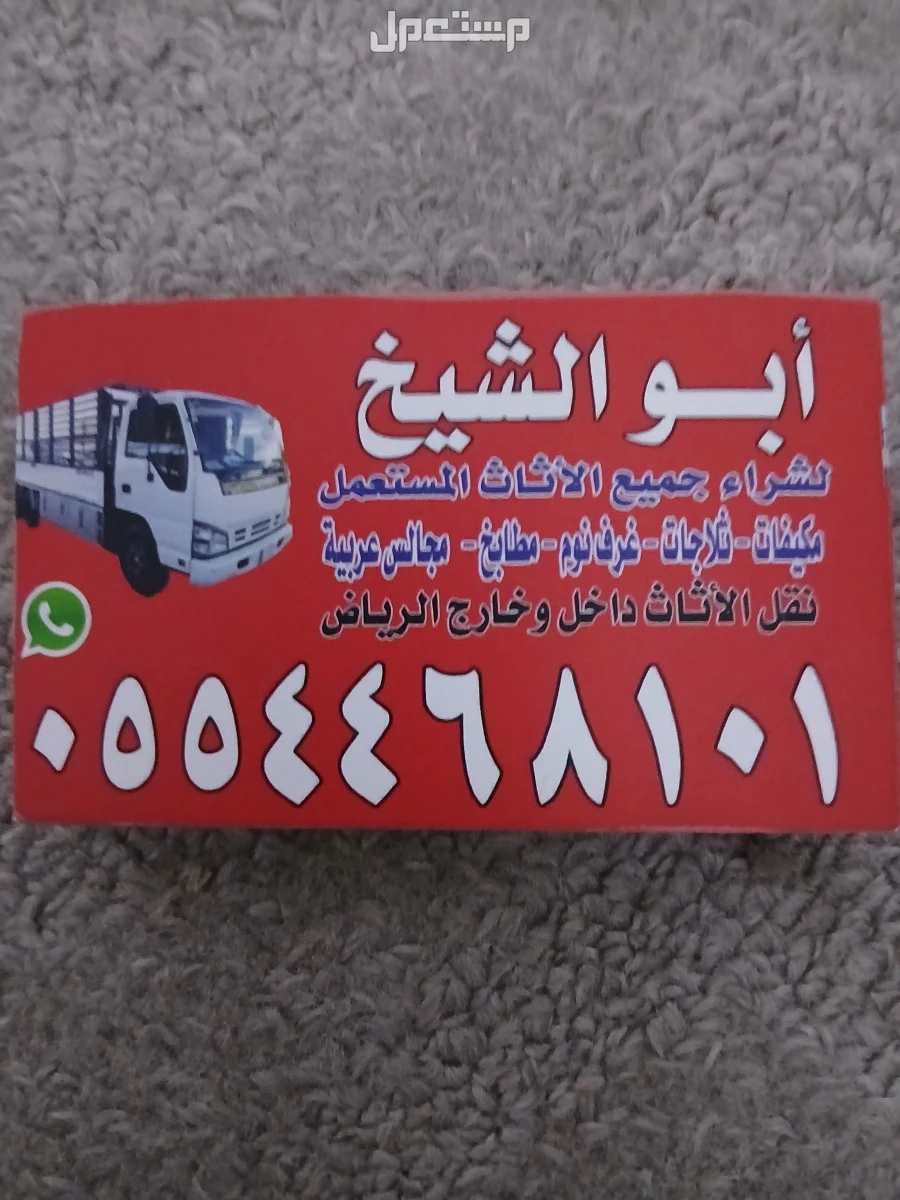 مستعمل
أبو الشيخ
لشراء جميع الأثاث المستعمل
مكيفات - ثلاجات - غرف نوم - مطابخ - مجالس عربية
نقل الأثاث داخل وخارج الرياض
٠٥٥٤٤٦٨١٠١